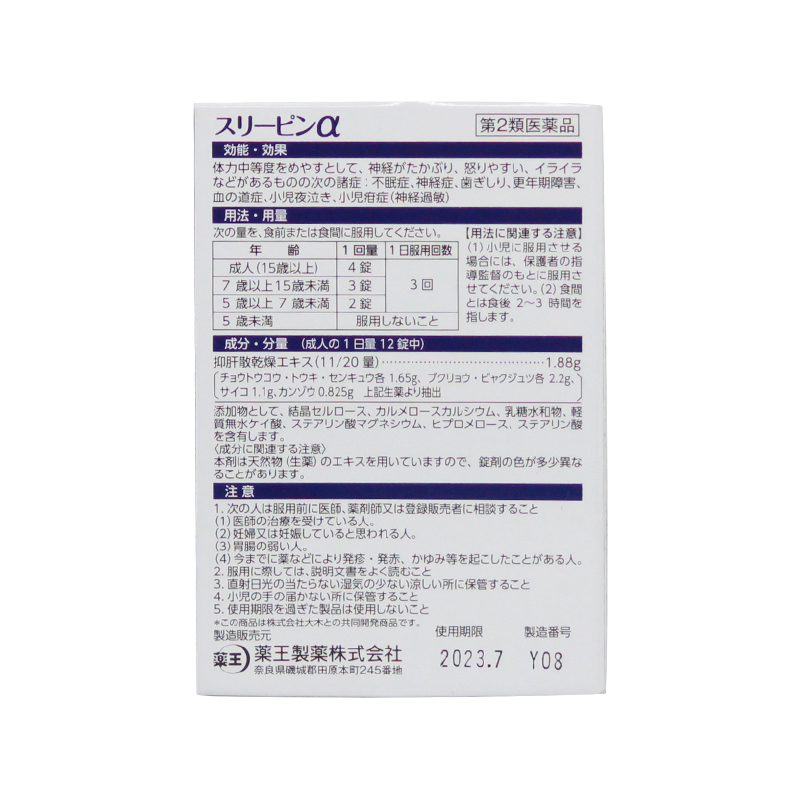 スリーピンα
第2類医薬品
効能・効果
体力中等度をめやすとして、神経がたかぶり、怒りやすい、イライラ
などがあるものの次の諸症：不眠症、神経症、歯ぎしり、更年期障害、
血の道症、小児夜泣き、小児疳症（神経過敏）
用法・用量
次の量を、食前または食間に服用してください。
年　齢　1回量　1日服用回数
成人（15歳以上）　4錠　3回
7歳以上15歳未満　3錠
5歳以上7歳未満　2錠
5歳未満　服用しないこと
【用法に関連する注意】
(1)小児に服用させる
場合には、保護者の指
導監督のもとに服用さ
せてください。(2)食間
とは食後 2～3 時間を
指します。
成分・分量　（成人の1日量 12錠中）
抑肝散乾燥エキス(11/20量)……………………1.88g
（チョウトウコウ・トウキ・センキュウ各 1.65g、ブクリョウ・ビャクジュツ各 2.2g、
サイコ 1.1g、カンゾウ 0.825g　上記生薬より抽出）
添加物として、結晶セルロース、カルメロースカルシウム、乳糖水和物、軽
質無水ケイ酸、ステアリン酸マグネシウム、ヒプロメロース、ステアリン酸
を含有します。
〈成分に関連する注意〉
本剤は天然物（生薬）のエキスを用いていますので、錠剤の色が多少異な
ることがあります。
注意
1. 次の人は服用前に医師、薬剤師又は登録販売者に相談すること
(1)医師の治療を受けている人。
(2)妊婦又は妊娠していると思われる人。
(3)胃腸の弱い人。
(4)今までに薬などにより発疹・発赤、かゆみ等を起こしたことがある人。
2. 服用に際しては、説明文書をよく読むこと
3. 直射日光の当たらない湿気の少ない涼しい所に保管すること
4. 小児の手の届かない所に保管すること
5. 使用期限を過ぎた製品は使用しないこと
＊この商品は株式会社大木との共同開発商品です。
製造販売元
薬王 薬王製薬株式会社
奈良県磯城郡田原本町245番地
使用期限　製造番号
2023.7　Y08